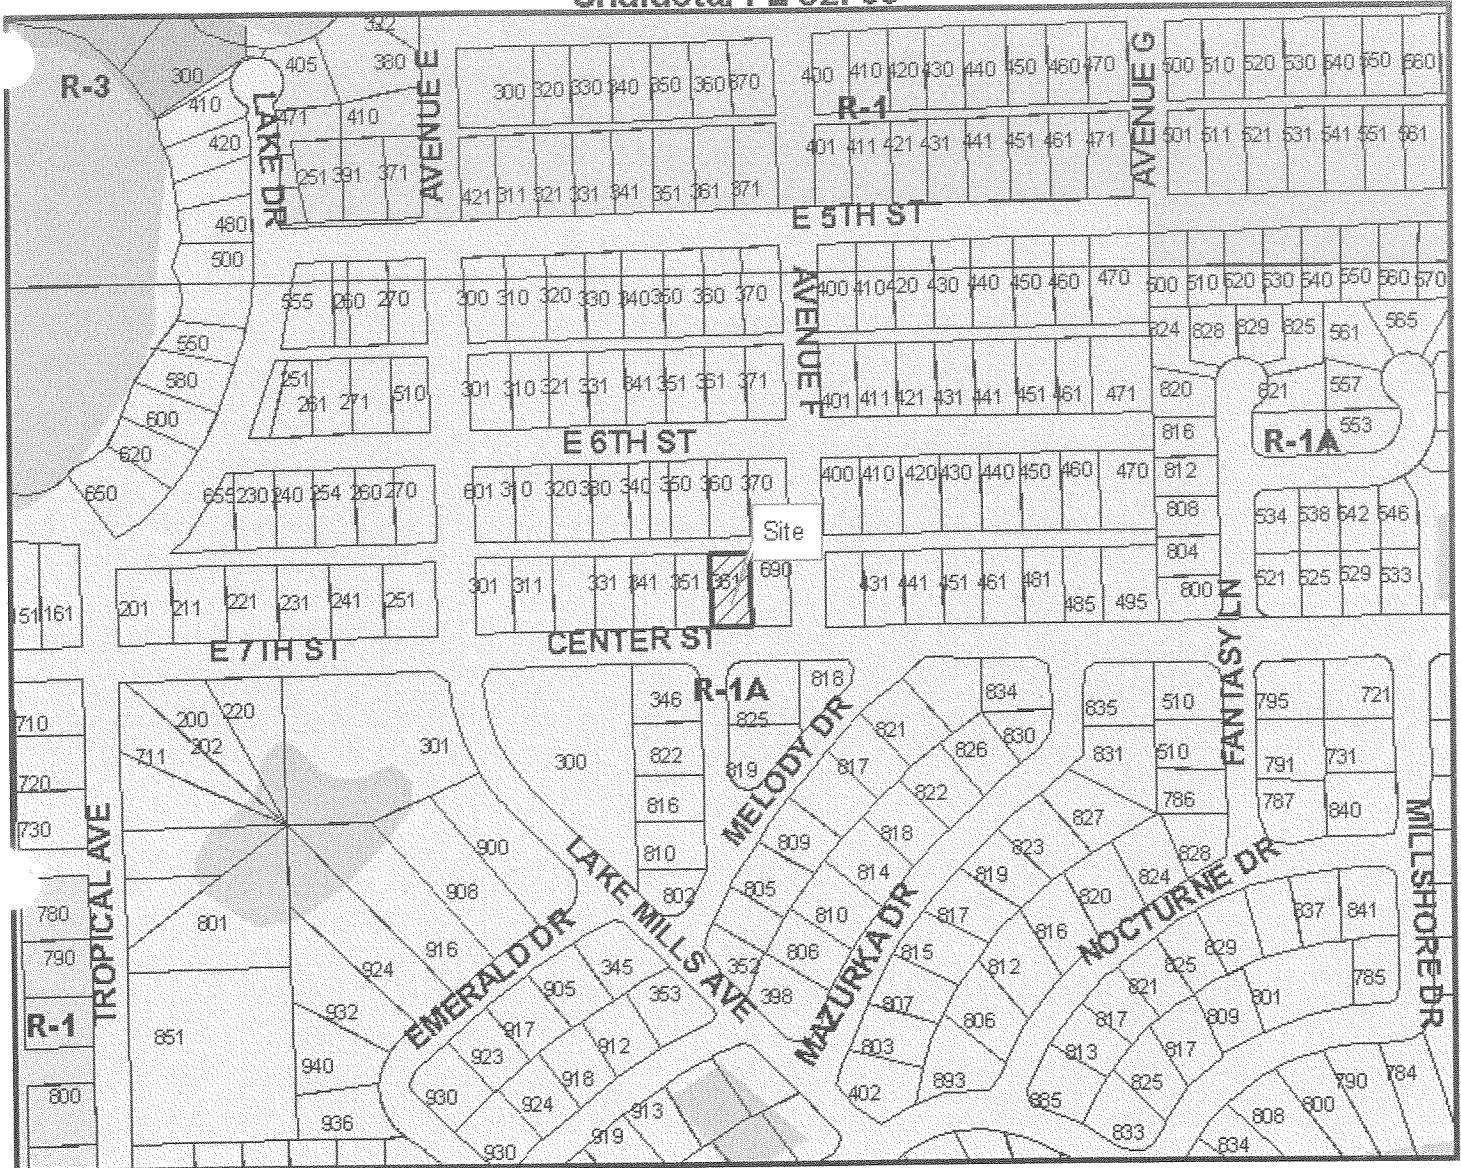 R-3
300 405 322 380
410
420
471 410
LAKE DR
480
500
251 391 371
AVENUE E
300 320 330 340 350 360 370
421 311 321 331 341 351 361 371
400 410 420 430 440 450 460 470
R-1
401 411 421 431 441 451 461 471
AVENUE G
500 510 520 530 540 550 560
501 511 521 531 541 551 561
E 5TH ST
555 260 270
300 310 320 330 340 350 360 370
AVENUE F
400 410 420 430 440 450 460 470
500 510 520 530 540 550 560 570
824 828 829 825 561 565
550
580
600
620
650
251 261 271 510
301 310 321 331 341 351 361 371
401 411 421 431 441 451 461 471
820 821 557
816 553
R-1A
E 6TH ST
655 230 240 254 260 270
601 310 320 330 340 350 360 370
400 410 420 430 440 450 460 470
812
808
804
800
534 538 542 546
521 525 529 533
Site
151 161
201 211 221 231 241 251
301 311 331 341 351 361 690
431 441 451 461 481 485 495
E 7TH ST
CENTER ST
FANTASY LN
710
720
730
780
790
R-1
800
TROPICAL AVE
200 220
202
711
301
801
851
900
908
916
924
932
940
936
300
346
822
816
810
802
R-1A
825
818
819
MELODY DR
821
817
809
805
352
398
834
830
826
822
818
814
810
806
LAKE MILLS AVE
EMERALD DR
345
353
905
917
923
930
912
918
924
930
913
919
MAZURKA DR
835
831
827
823
819
817
815
807
803
402
510
510
786
828
824
820
816
812
806
893
NOCTURNE DR
795 721
791 731
787 840
MILLSHORE DR
837 841
829
825
821
817
813
885
785
801
809
817
825
833
784
790
800
808
834